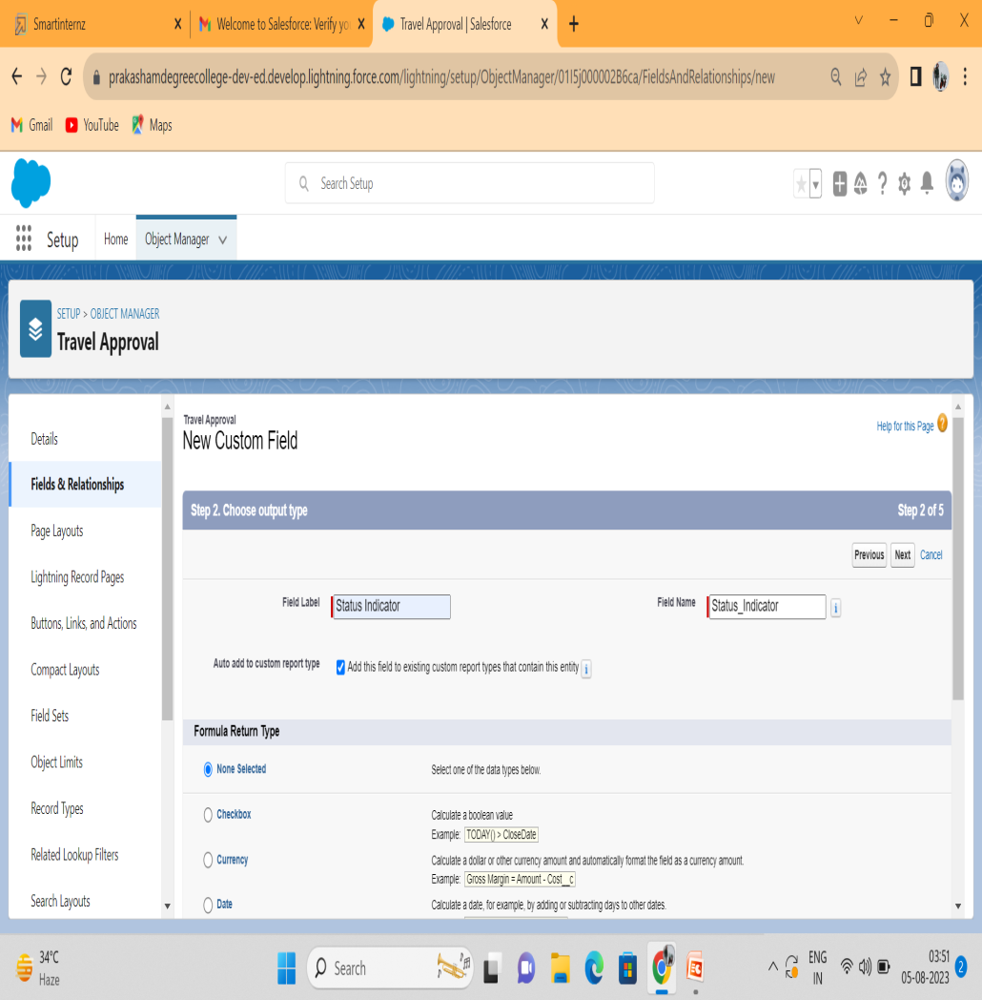 Smartinternz
Welcome to Salesforce: Verify yo
Travel Approval | Salesforce
prakashamdegreecollege-dev-ed.develop.lightning.force.com/lightning/setup/ObjectManager/01I5j000002B6ca/FieldsAndRelationships/new
Gmail YouTube Maps
Search Setup
Setup Home Object Manager
SETUP > OBJECT MANAGER
Travel Approval
Details
Fields & Relationships
Page Layouts
Lightning Record Pages
Buttons, Links, and Actions
Compact Layouts
Field Sets
Object Limits
Record Types
Related Lookup Filters
Search Layouts
Travel Approval
New Custom Field
Help for this Page
Step 2. Choose output type Step 2 of 5
Previous Next Cancel
Field Label Status Indicator Field Name Status_Indicator
Auto add to custom report type Add this field to existing custom report types that contain this entity
Formula Return Type
None Selected Select one of the data types below.
Checkbox Calculate a boolean value
Example: TODAY() > CloseDate
Currency Calculate a dollar or other currency amount and automatically format the field as a currency amount.
Example: Gross Margin = Amount - Cost__c
Date Calculate a date, for example, by adding or subtracting days to other dates.
34°C
Haze
Search
ENG
IN
03:51
05-08-2023
2